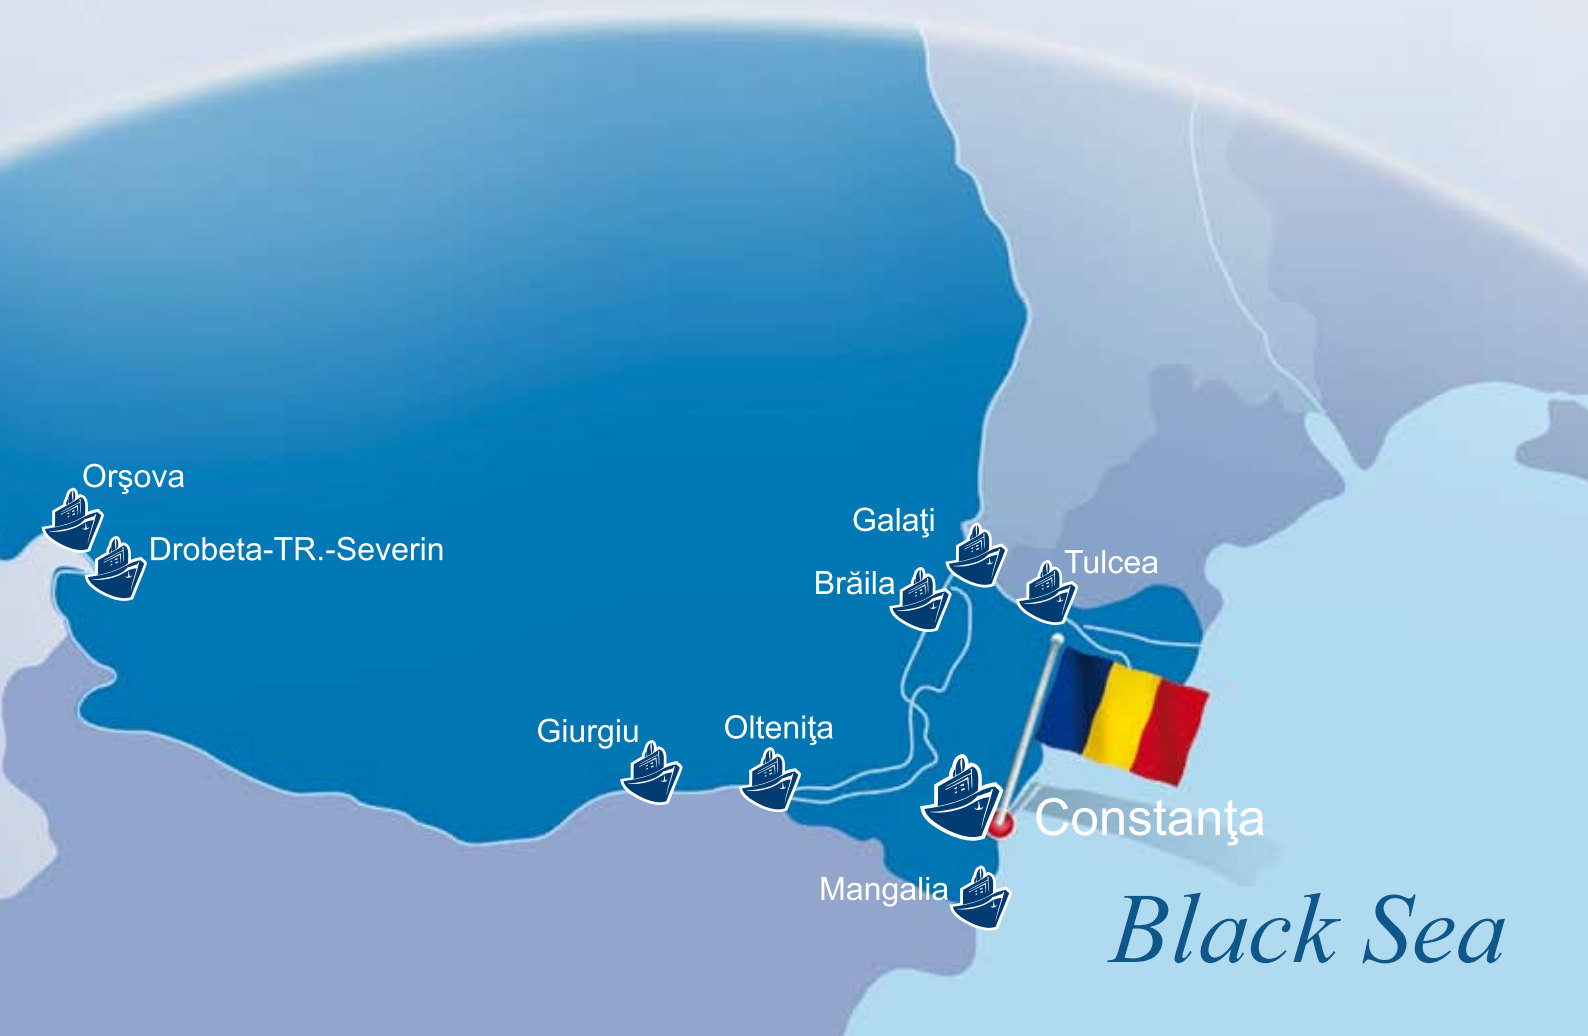 Orşova
Drobeta-TR.-Severin
Galaţi
Tulcea
Brăila
Giurgiu
Olteniţa
Constanţa
Mangalia
Black Sea